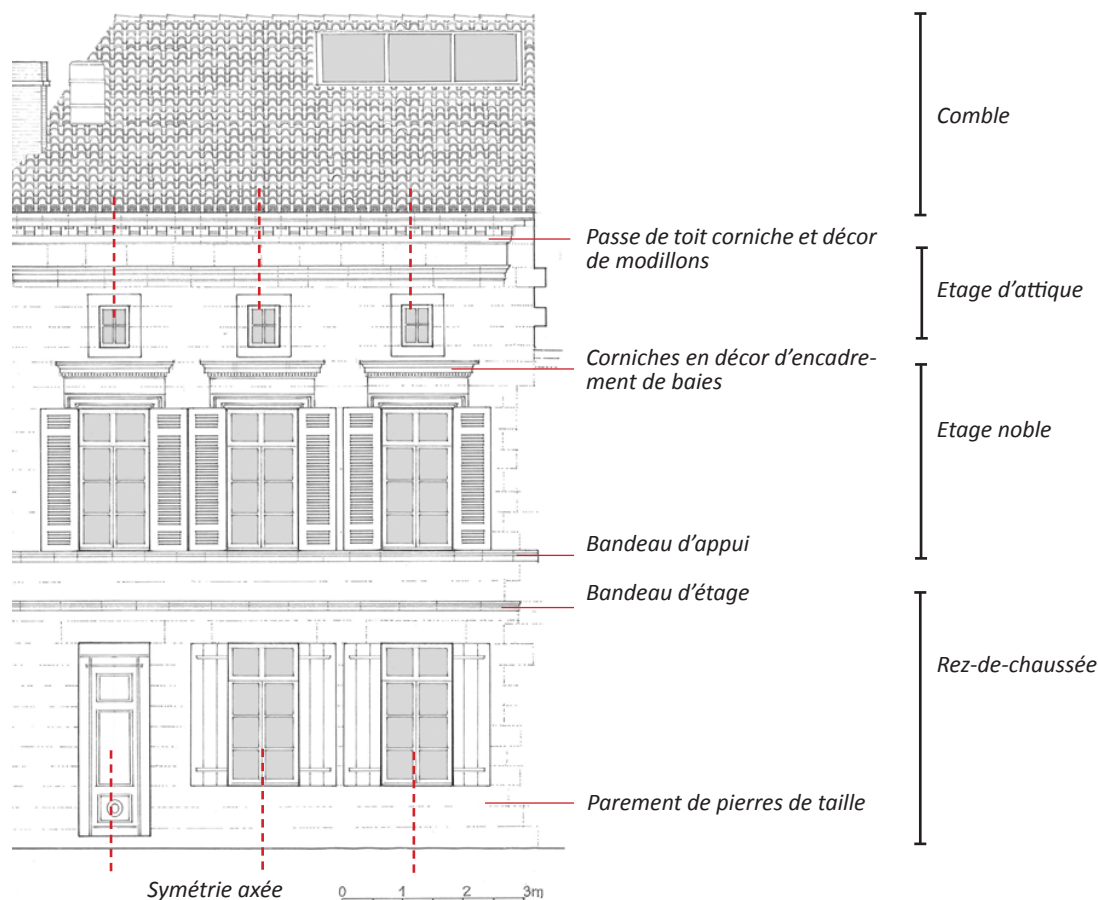 Comble
Passe de toit corniche et décor
de modillons
Etage d'attique
Corniches en décor d'encadre-
ment de baies
Etage noble
Bandeau d'appui
Bandeau d'étage
Rez-de-chaussée
Parement de pierres de taille
Symétrie axée
0 1 2 3m